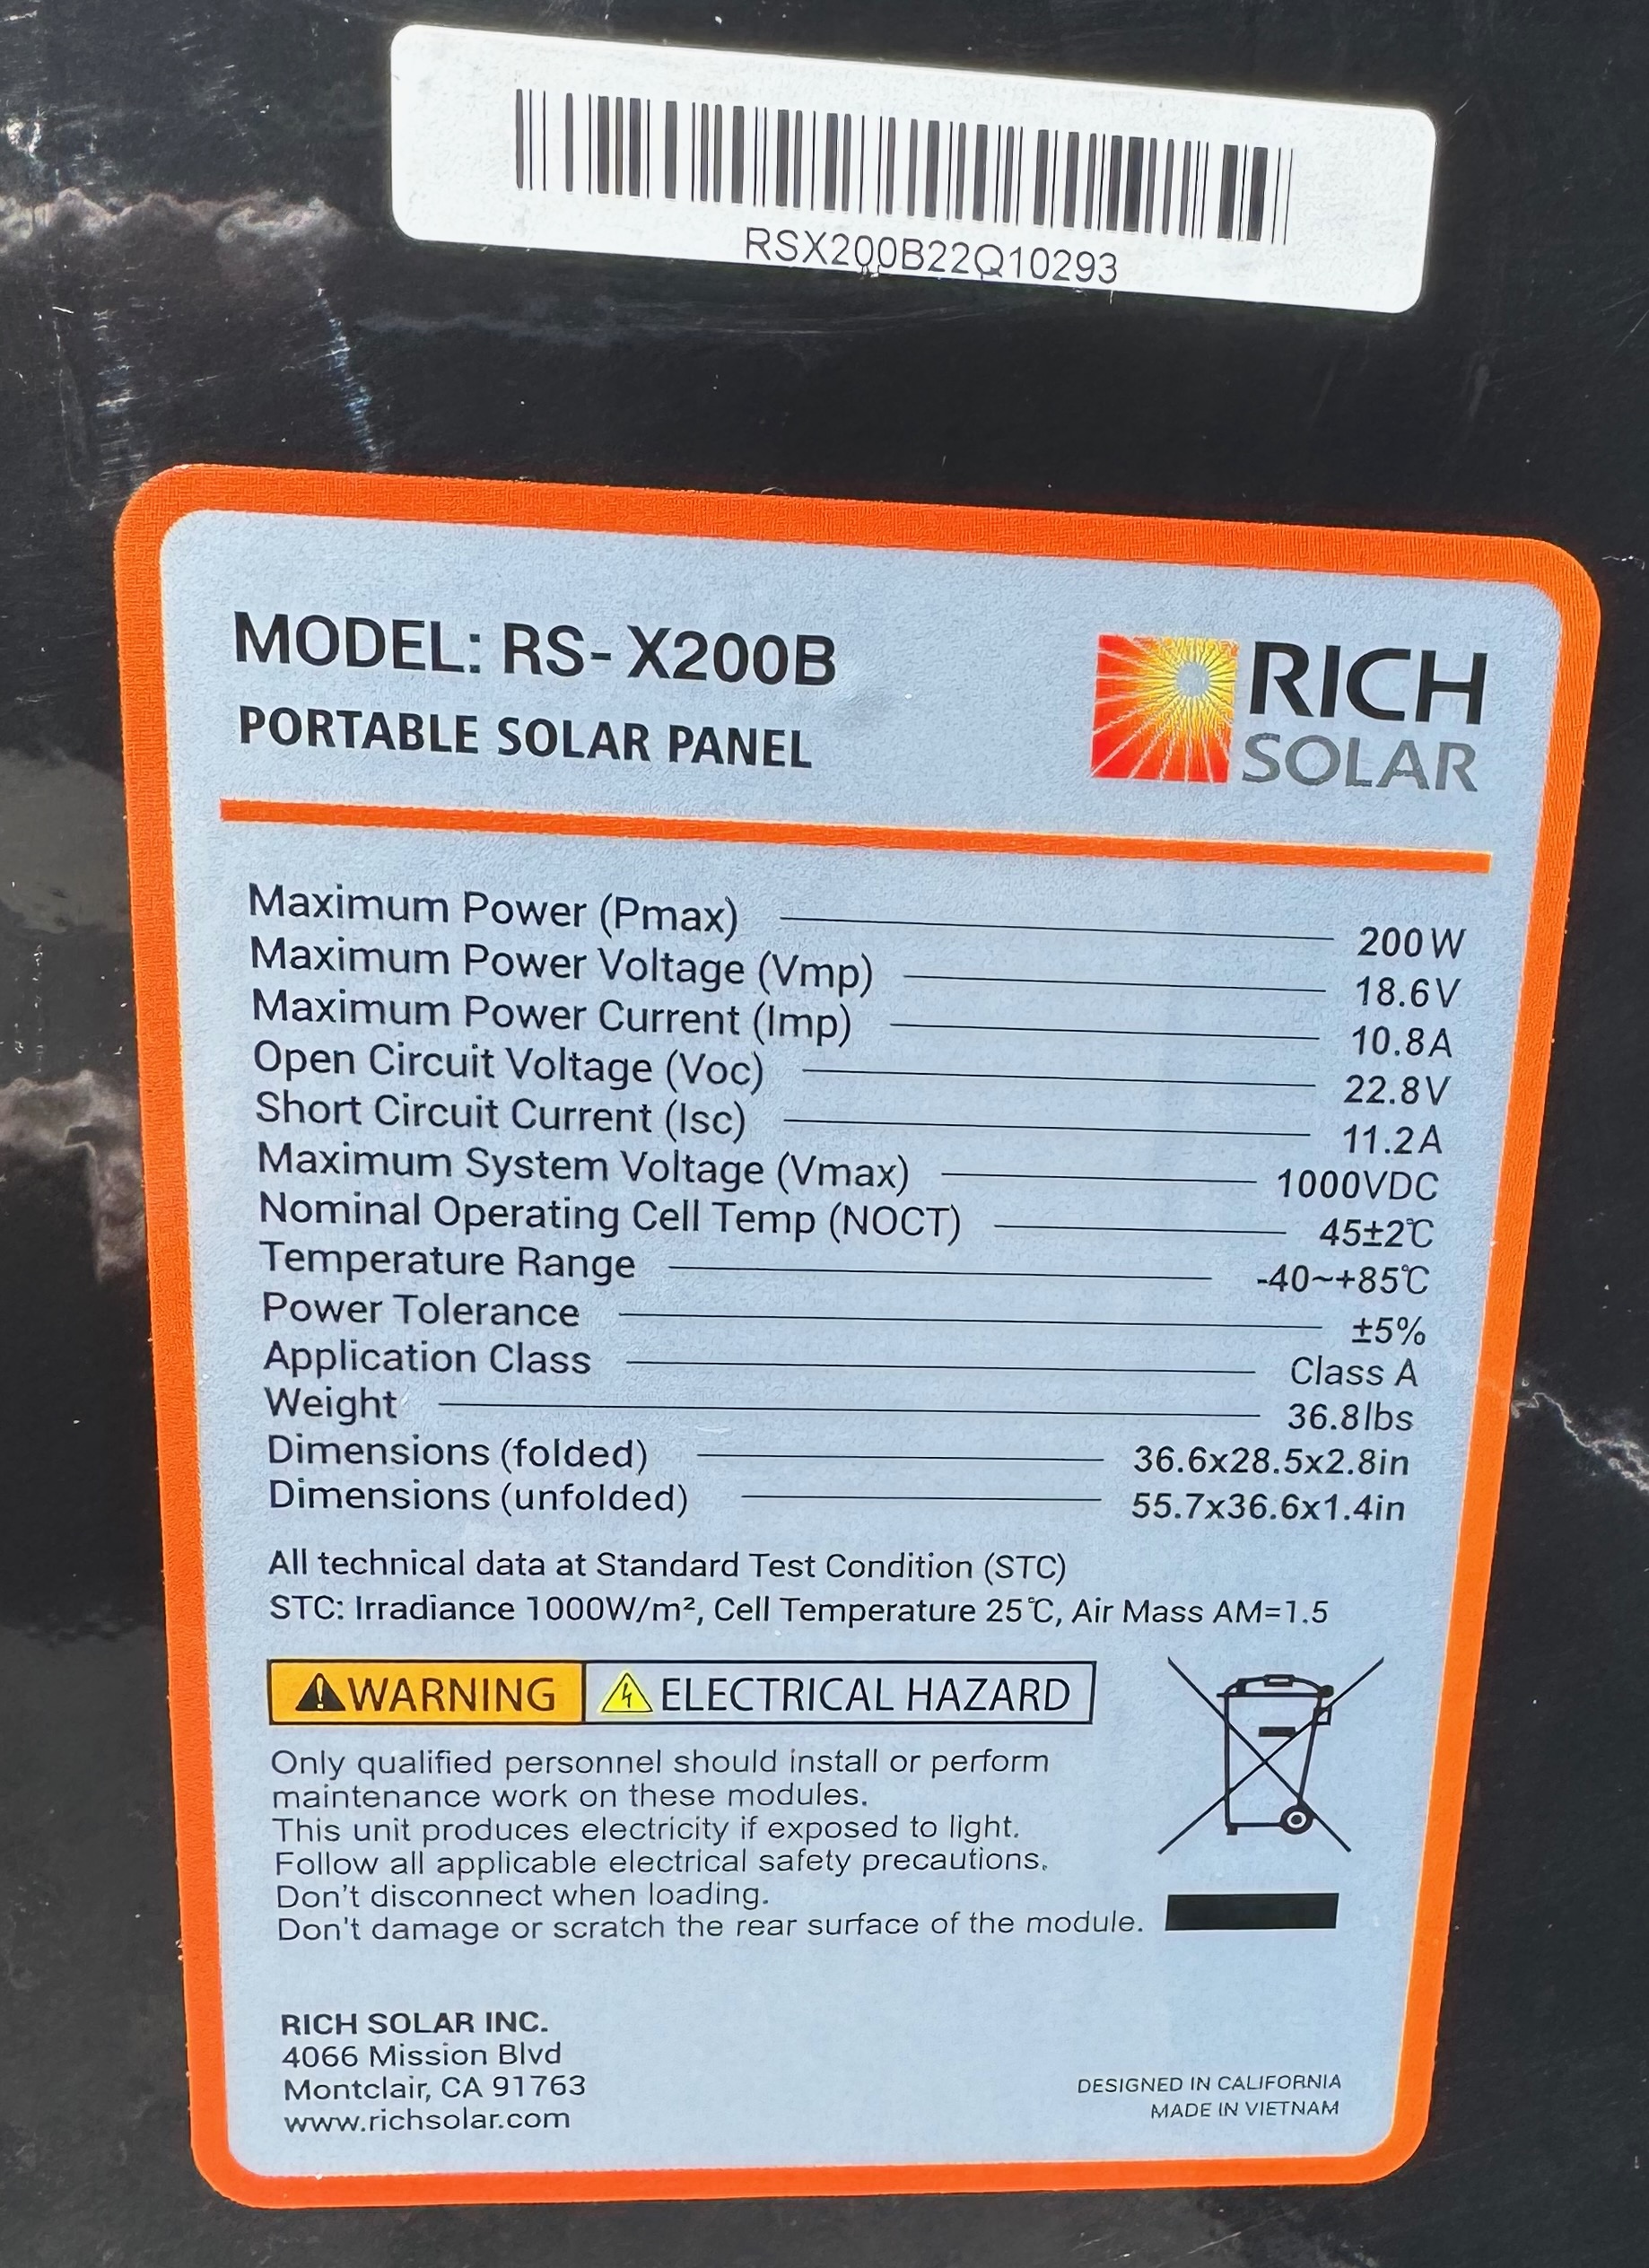 RSX200B22Q10293
MODEL: RS- X200B
PORTABLE SOLAR PANEL
RICH
SOLAR
Maximum Power (Pmax) 200W
Maximum Power Voltage (Vmp) 18.6V
Maximum Power Current (Imp) 10.8A
Open Circuit Voltage (Voc) 22.8V
Short Circuit Current (Isc) 11.2A
Maximum System Voltage (Vmax) 1000VDC
Nominal Operating Cell Temp (NOCT) 45±2℃
Temperature Range -40~+85℃
Power Tolerance ±5%
Application Class Class A
Weight 36.8lbs
Dimensions (folded) 36.6x28.5x2.8in
Dimensions (unfolded) 55.7x36.6x1.4in
All technical data at Standard Test Condition (STC)
STC: Irradiance 1000W/m², Cell Temperature 25℃, Air Mass AM=1.5
WARNING ELECTRICAL HAZARD
Only qualified personnel should install or perform
maintenance work on these modules.
This unit produces electricity if exposed to light.
Follow all applicable electrical safety precautions.
Don't disconnect when loading.
Don't damage or scratch the rear surface of the module.
RICH SOLAR INC.
4066 Mission Blvd
Montclair, CA 91763
www.richsolar.com
DESIGNED IN CALIFORNIA
MADE IN VIETNAM